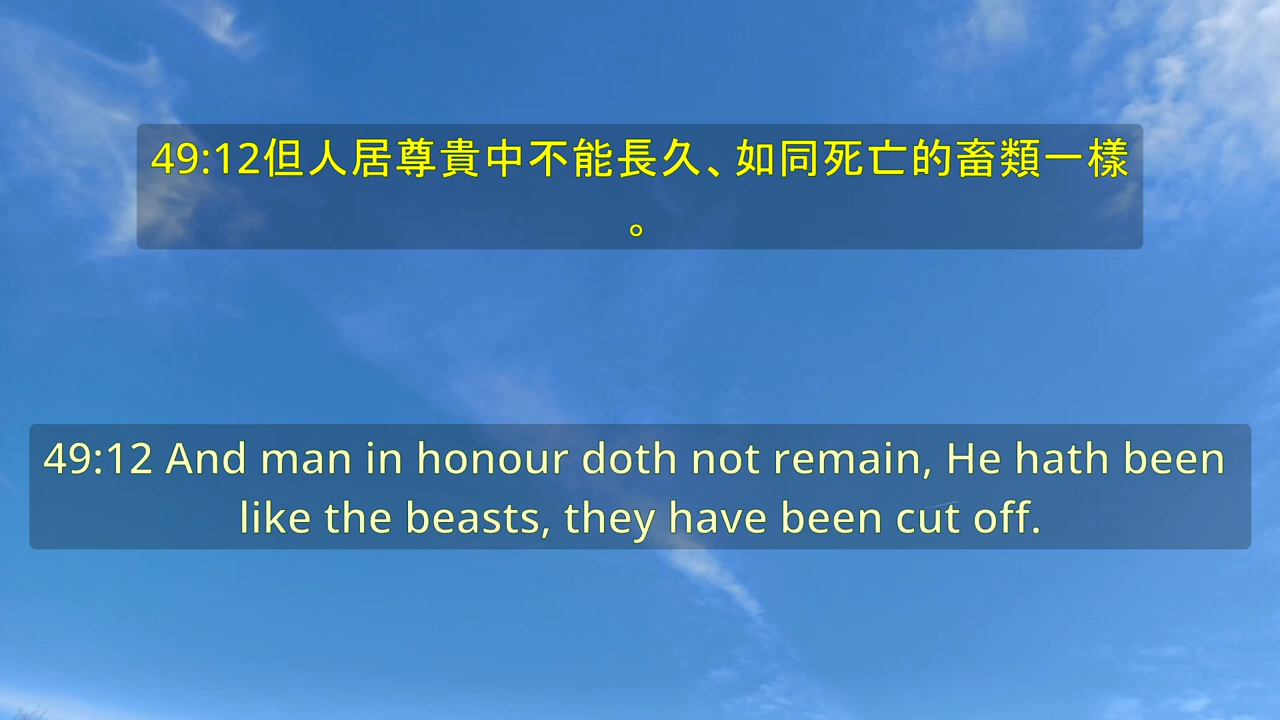 49:12但人居尊貴中不能長久、如同死亡的畜類一樣
。
49:12 And man in honour doth not remain, He hath been
like the beasts, they have been cut off.